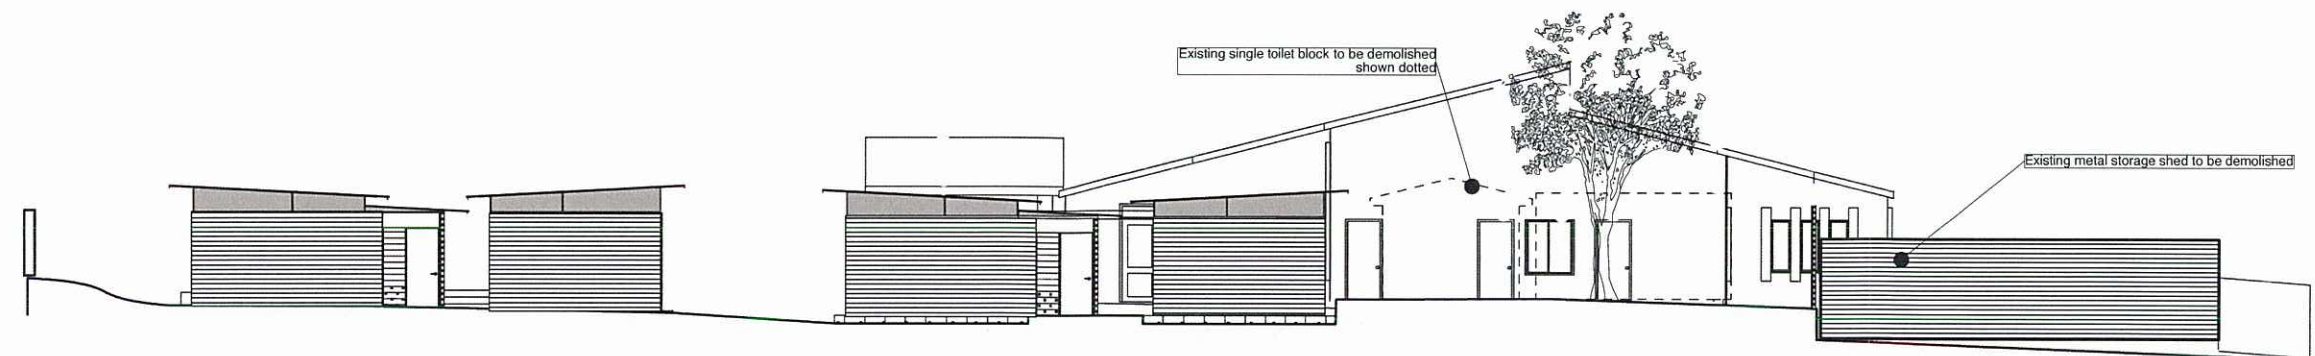 Existing single toilet block to be demolished
shown dotted
Existing metal storage shed to be demolished